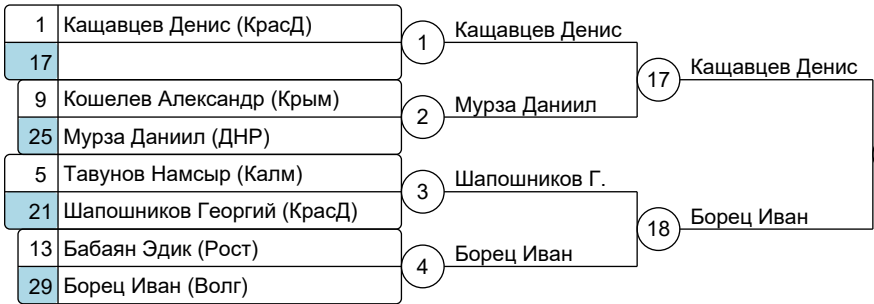 1 Кащавцев Денис (КрасД)
17
9 Кошелев Александр (Крым)
25 Мурза Даниил (ДНР)
5 Тавунов Намсыр (Калм)
21 Шапошников Георгий (КрасД)
13 Бабаян Эдик (Рост)
29 Борец Иван (Волг)
1 Кащавцев Денис
2 Мурза Даниил
3 Шапошников Г.
4 Борец Иван
17 Кащавцев Денис
18 Борец Иван